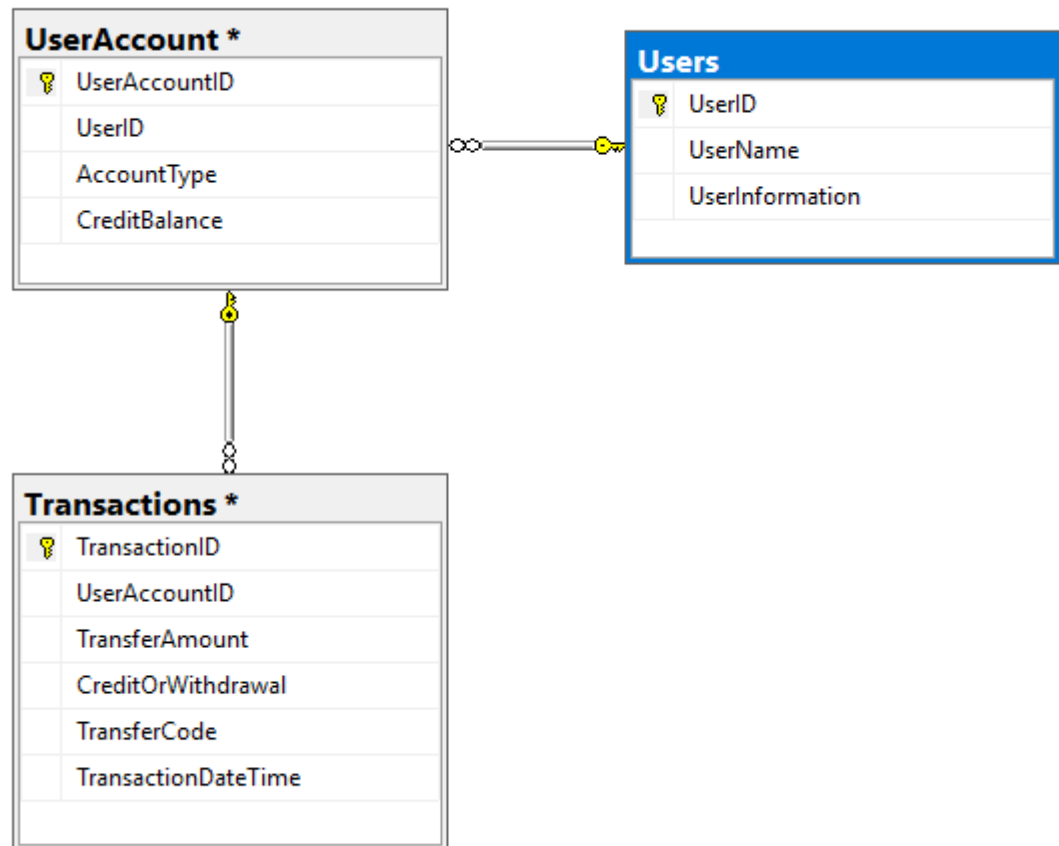 UserAccount *
UserAccountID
UserID
AccountType
CreditBalance
Users
UserID
UserName
UserInformation
Transactions *
TransactionID
UserAccountID
TransferAmount
CreditOrWithdrawal
TransferCode
TransactionDateTime